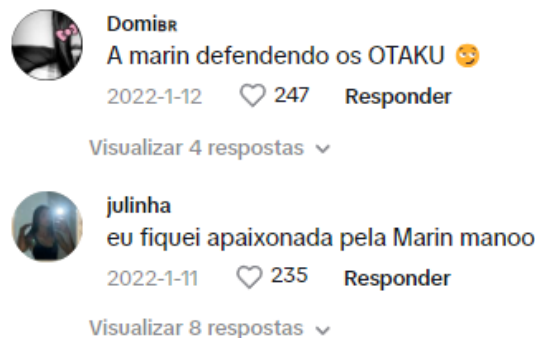 Domiʙʀ
A marin defendendo os OTAKU 😏
2022-1-12 247 Responder
Visualizar 4 respostas
julinha
eu fiquei apaixonada pela Marin manoo
2022-1-11 235 Responder
Visualizar 8 respostas